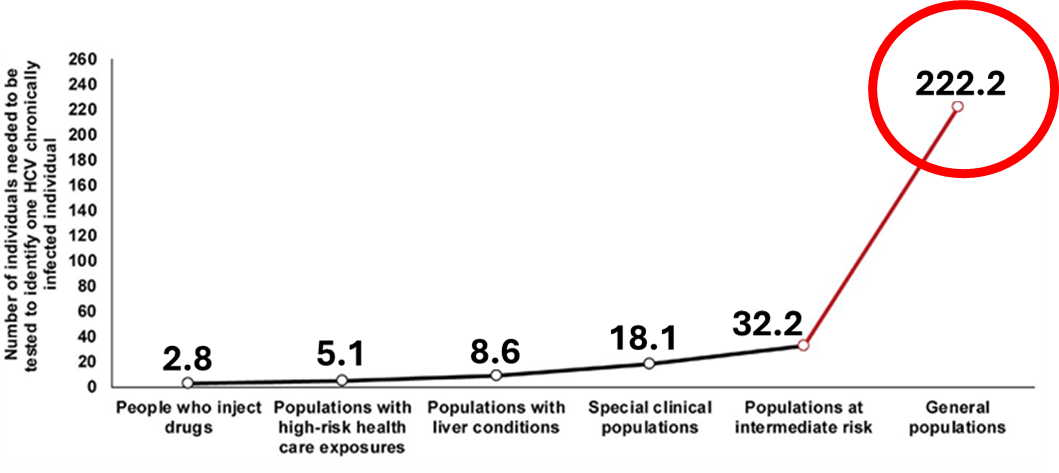 Number of individuals needed to be
tested to identify one HCV chronically
infected individual
260
240
220
200
180
160
140
120
100
80
60
40
20
0
2.8
5.1
8.6
18.1
32.2
222.2
People who inject
drugs
Populations with
high-risk health
care exposures
Populations with
liver conditions
Special clinical
populations
Populations at
intermediate risk
General
populations